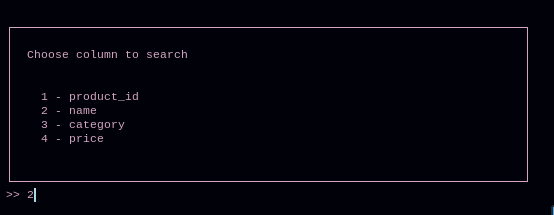 Choose column to search
1 - product_id
2 - name
3 - category
4 - price
>> 2